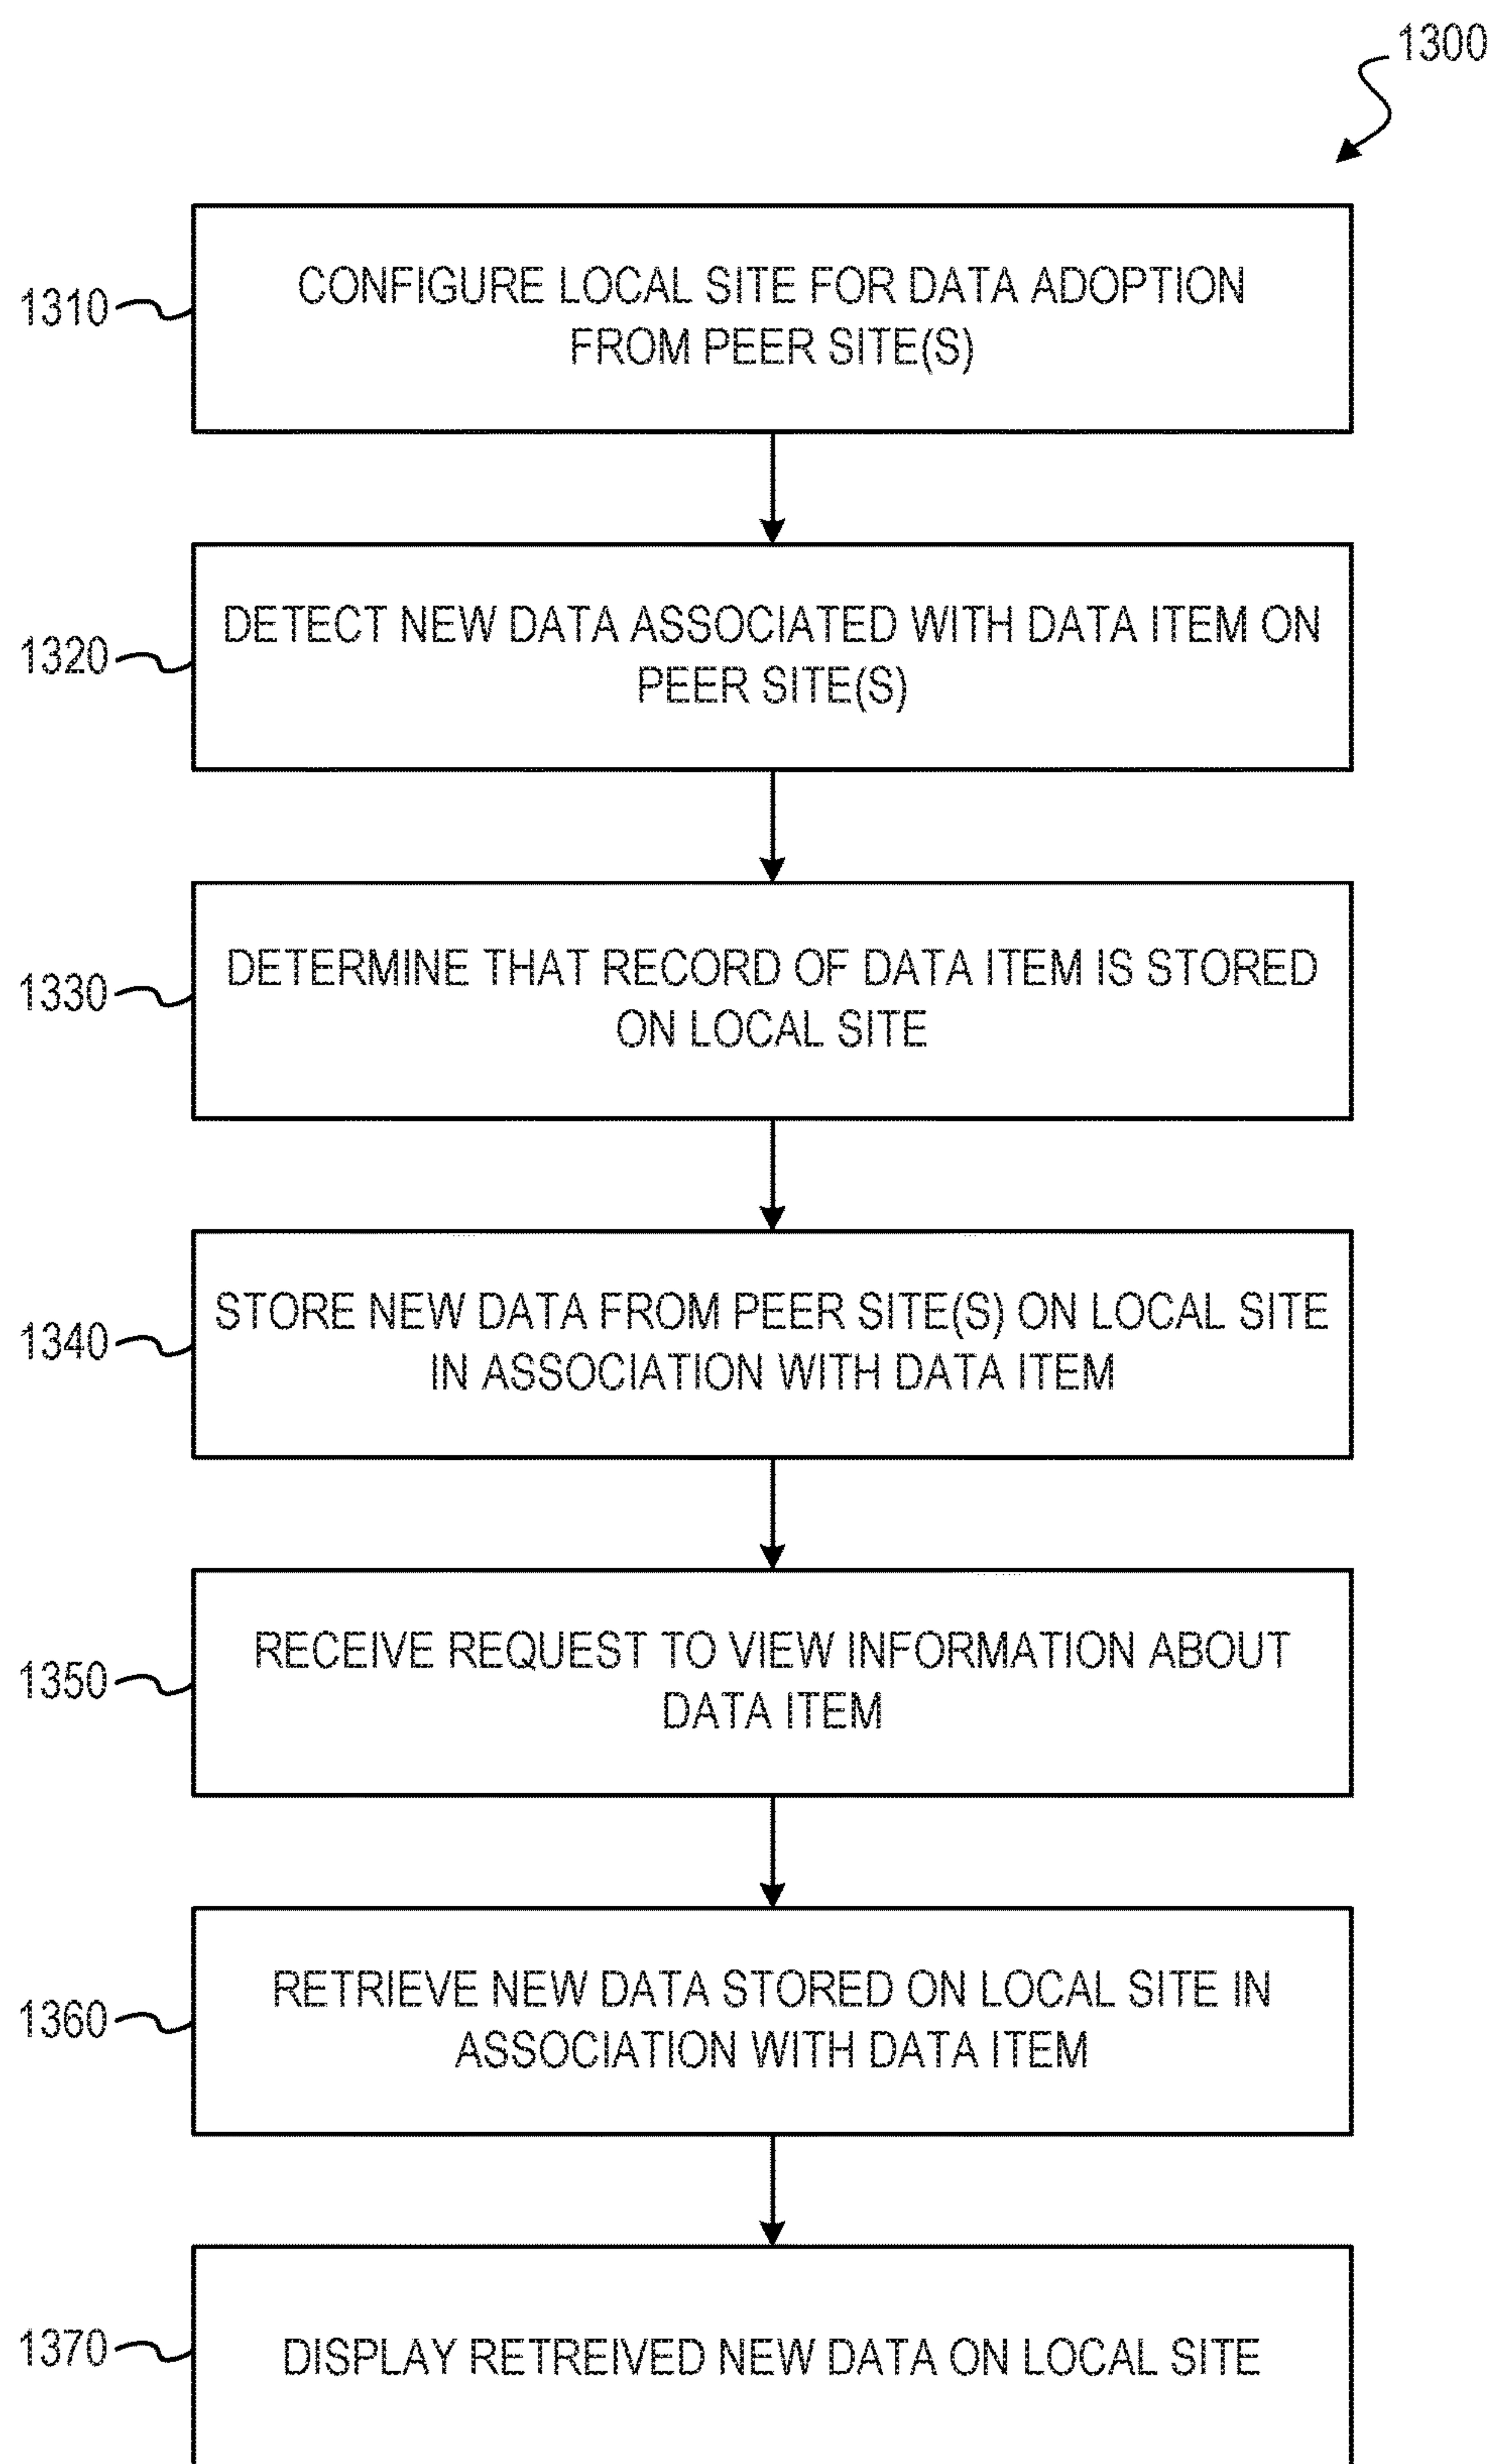 1300
1310
CONFIGURE LOCAL SITE FOR DATA ADOPTION
FROM PEER SITE(S)
1320
DETECT NEW DATA ASSOCIATED WITH DATA ITEM ON
PEER SITE(S)
1330
DETERMINE THAT RECORD OF DATA ITEM IS STORED
ON LOCAL SITE
1340
STORE NEW DATA FROM PEER SITE(S) ON LOCAL SITE
IN ASSOCIATION WITH DATA ITEM
1350
RECEIVE REQUEST TO VIEW INFORMATION ABOUT
DATA ITEM
1360
RETRIEVE NEW DATA STORED ON LOCAL SITE IN
ASSOCIATION WITH DATA ITEM
1370
DISPLAY RETREIVED NEW DATA ON LOCAL SITE